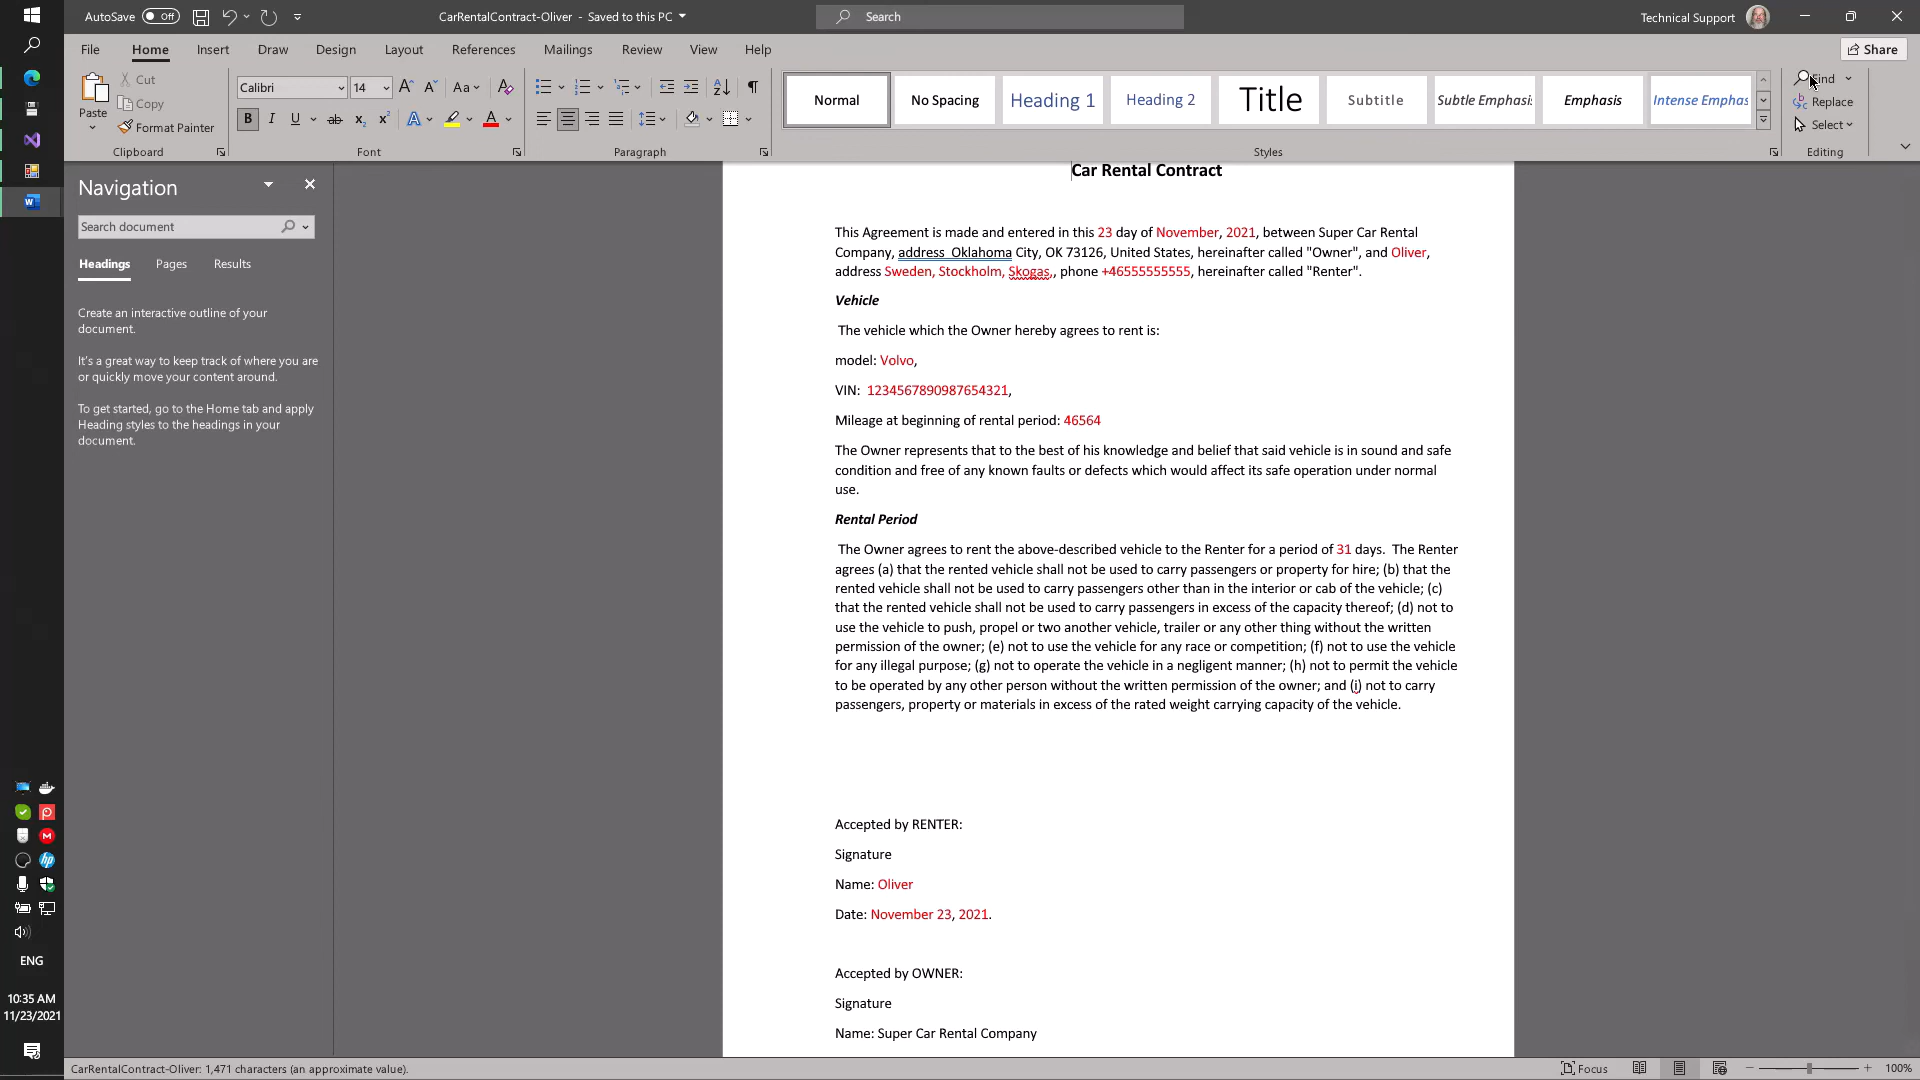 AutoSave Off CarRentalContract-Oliver - Saved to this PC Search Technical Support
File Home Insert Draw Design Layout References Mailings Review View Help Share
Paste Cut Copy Format Painter
Calibri 14 Aa
B I U ab x₂ x² A A
Normal No Spacing Heading 1 Heading 2 Title Subtitle Subtle Emphasi Emphasis Intense Emphas
Find
Replace
Select
Clipboard Font Paragraph Styles Editing
Navigation
Search document
Headings Pages Results
Create an interactive outline of your
document.
It's a great way to keep track of where you are
or quickly move your content around.
To get started, go to the Home tab and apply
Heading styles to the headings in your
document.
Car Rental Contract
This Agreement is made and entered in this 23 day of November, 2021, between Super Car Rental
Company, address Oklahoma City, OK 73126, United States, hereinafter called "Owner", and Oliver,
address Sweden, Stockholm, Skogas,, phone +46555555555, hereinafter called "Renter".
Vehicle
The vehicle which the Owner hereby agrees to rent is:
model: Volvo,
VIN: 1234567890987654321,
Mileage at beginning of rental period: 46564
The Owner represents that to the best of his knowledge and belief that said vehicle is in sound and safe
condition and free of any known faults or defects which would affect its safe operation under normal
use.
Rental Period
The Owner agrees to rent the above-described vehicle to the Renter for a period of 31 days. The Renter
agrees (a) that the rented vehicle shall not be used to carry passengers or property for hire; (b) that the
rented vehicle shall not be used to carry passengers other than in the interior or cab of the vehicle; (c)
that the rented vehicle shall not be used to carry passengers in excess of the capacity thereof; (d) not to
use the vehicle to push, propel or two another vehicle, trailer or any other thing without the written
permission of the owner; (e) not to use the vehicle for any race or competition; (f) not to use the vehicle
for any illegal purpose; (g) not to operate the vehicle in a negligent manner; (h) not to permit the vehicle
to be operated by any other person without the written permission of the owner; and (i) not to carry
passengers, property or materials in excess of the rated weight carrying capacity of the vehicle.
Accepted by RENTER:
Signature
Name: Oliver
Date: November 23, 2021.
Accepted by OWNER:
Signature
Name: Super Car Rental Company
ENG
10:35 AM
11/23/2021
CarRentalContract-Oliver: 1,471 characters (an approximate value). Focus 100%